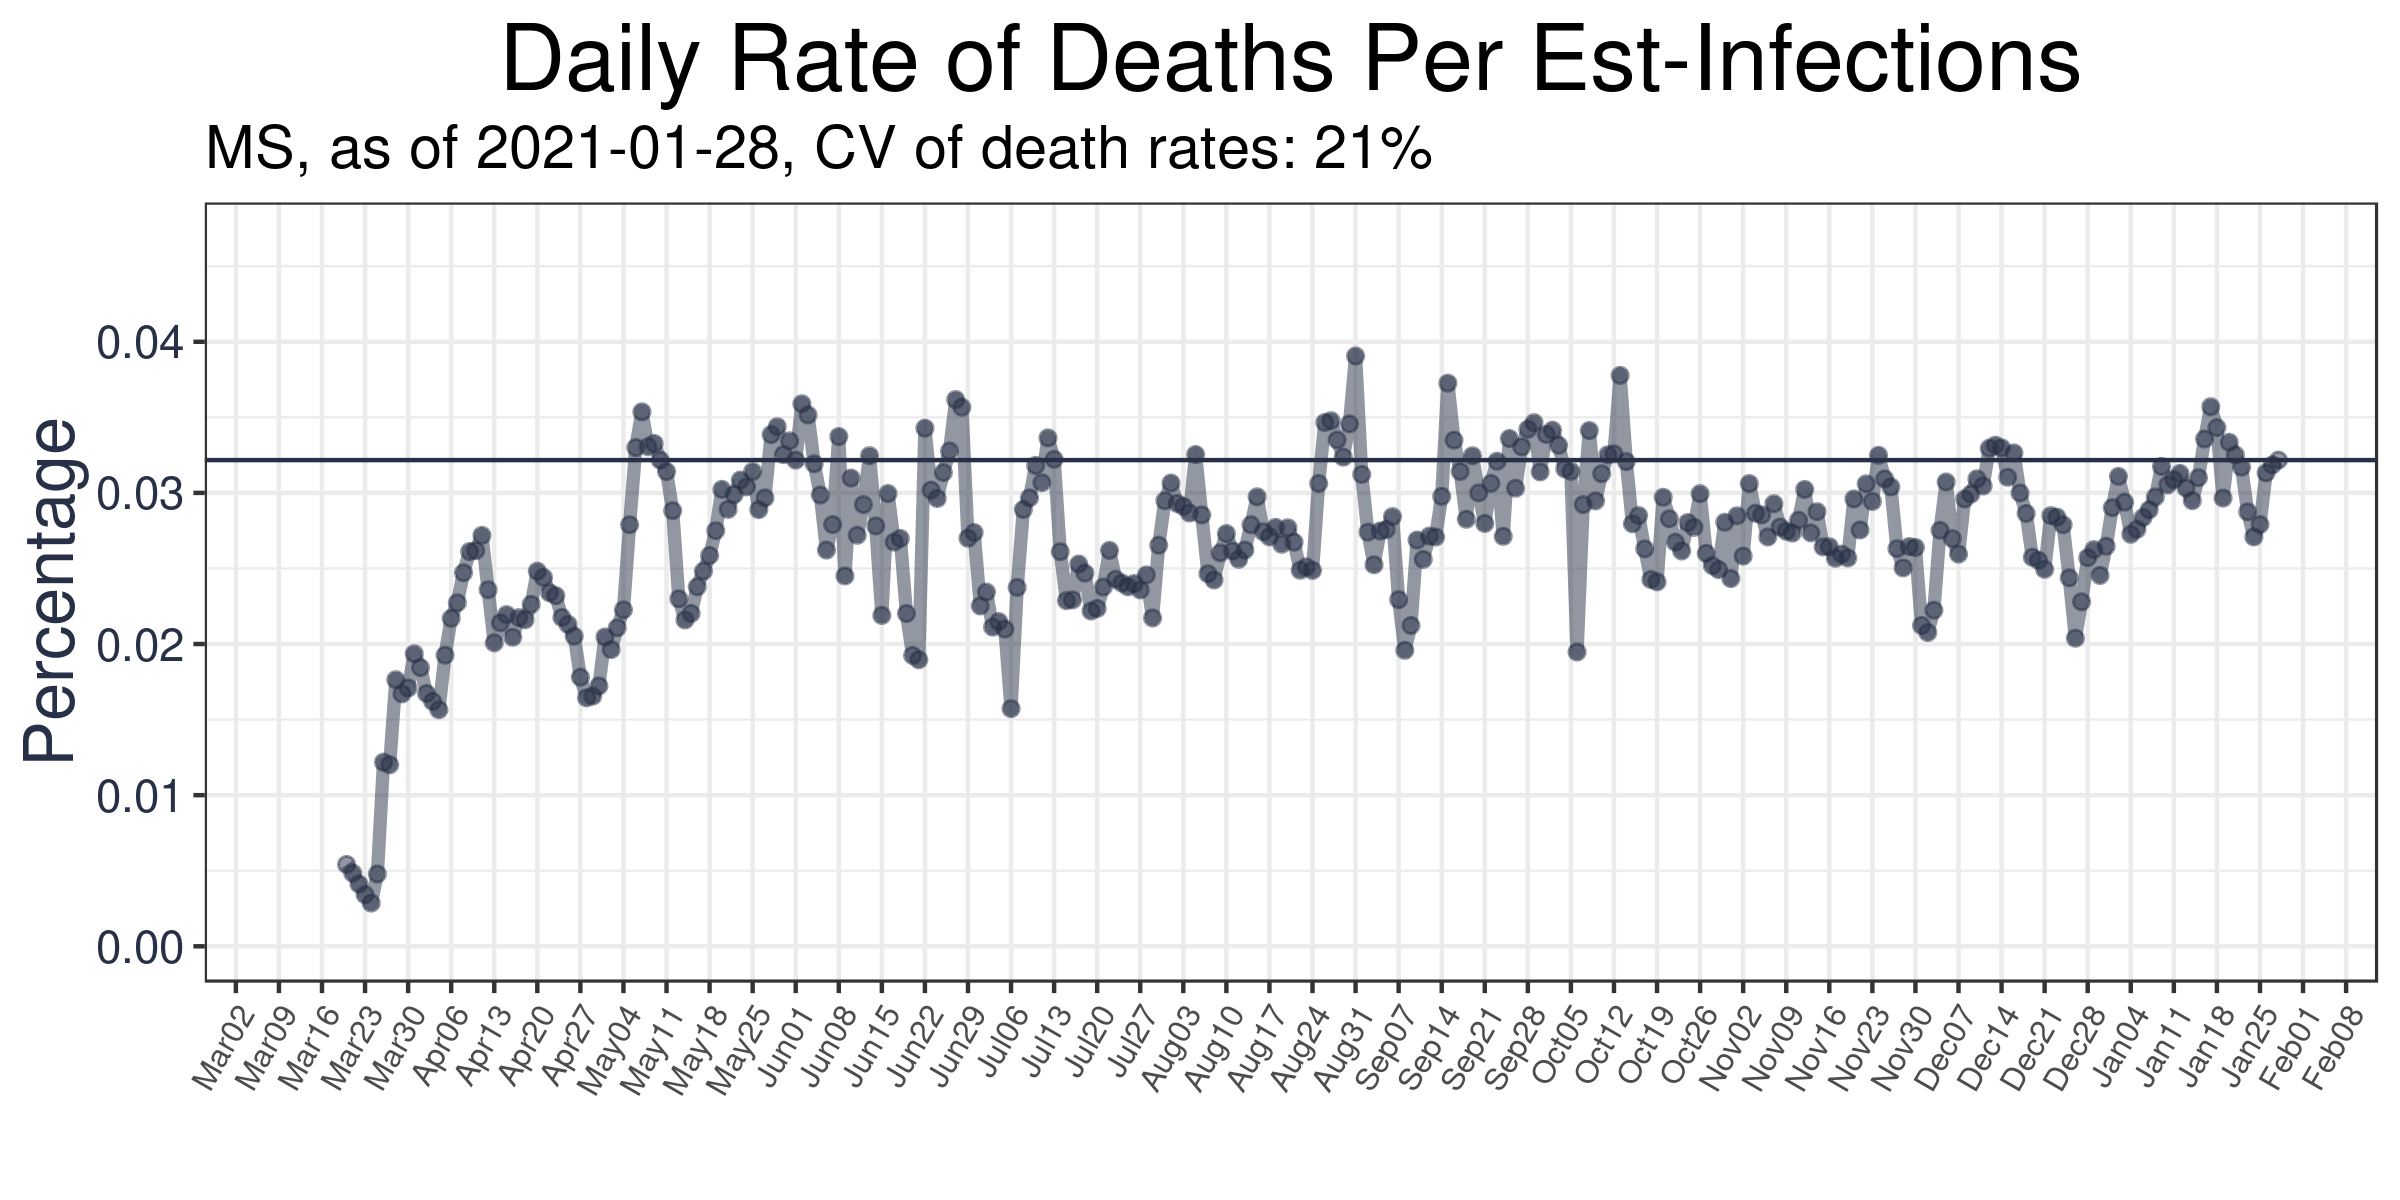 Daily Rate of Deaths Per Est-Infections
MS, as of 2021-01-28, CV of death rates: 21%
Percentage
0.04
0.03
0.02
0.01
0.00
Mar02
Mar09
Mar16
Mar23
Mar30
Apr06
Apr13
Apr20
Apr27
May04
May11
May18
May25
Jun01
Jun08
Jun15
Jun22
Jun29
Jul06
Jul13
Jul20
Jul27
Aug03
Aug10
Aug17
Aug24
Aug31
Sep07
Sep14
Sep21
Sep28
Oct05
Oct12
Oct19
Oct26
Nov02
Nov09
Nov16
Nov23
Nov30
Dec07
Dec14
Dec21
Dec28
Jan04
Jan11
Jan18
Jan25
Feb01
Feb08